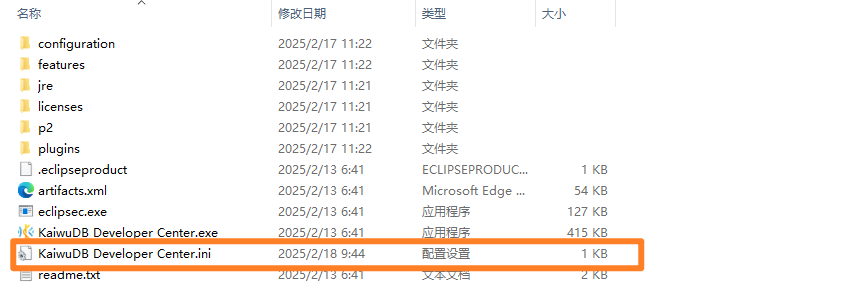 名称 修改日期 类型 大小
configuration 2025/2/17 11:22 文件夹
features 2025/2/17 11:22 文件夹
jre 2025/2/17 11:21 文件夹
licenses 2025/2/17 11:21 文件夹
p2 2025/2/17 11:21 文件夹
plugins 2025/2/17 11:22 文件夹
.eclipseproduct 2025/2/13 6:41 ECLIPSEPRODUC... 1 KB
artifacts.xml 2025/2/13 6:41 Microsoft Edge ... 54 KB
eclipsec.exe 2025/2/13 6:41 应用程序 127 KB
KaiwuDB Developer Center.exe 2025/2/13 6:41 应用程序 415 KB
KaiwuDB Developer Center.ini 2025/2/18 9:44 配置设置 1 KB
readme.txt 2025/2/13 6:41 文本文档 2 KB